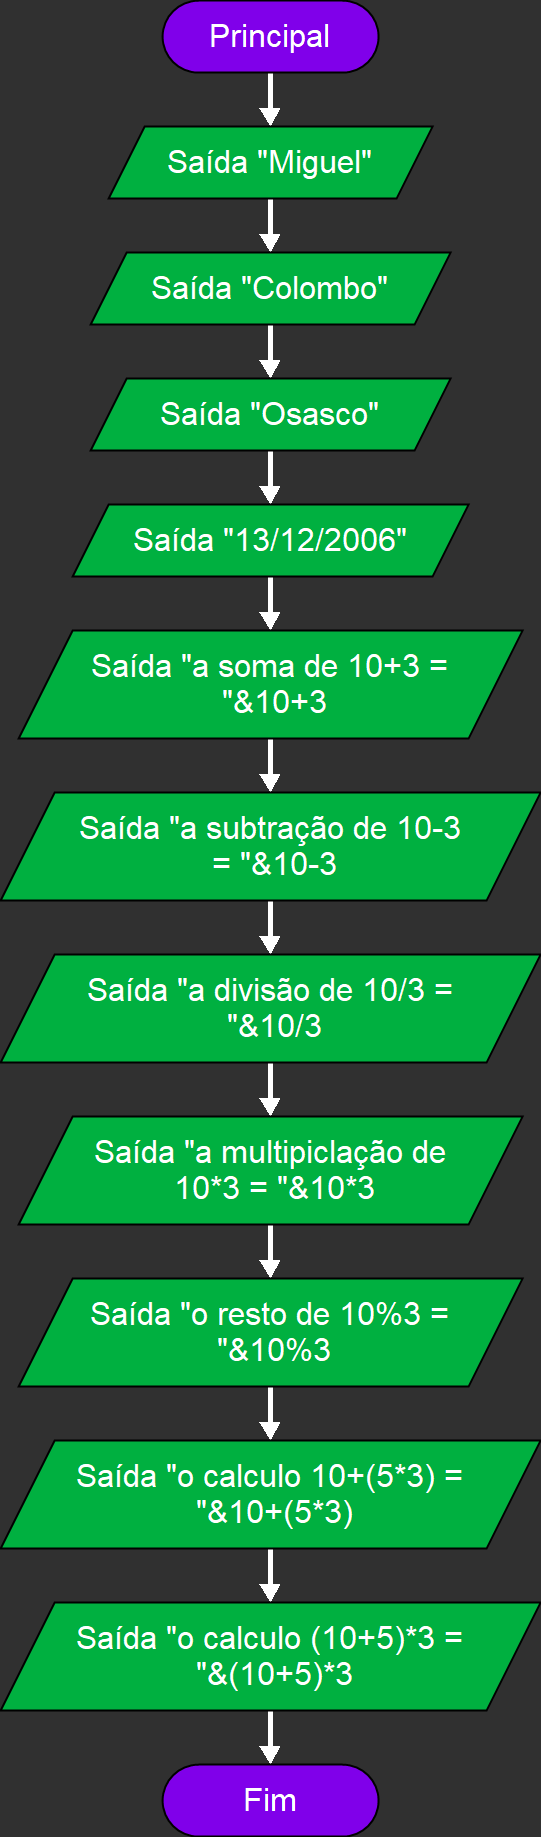 Principal
Saída "Miguel"
Saída "Colombo"
Saída "Osasco"
Saída "13/12/2006"
Saída "a soma de 10+3 =
"&10+3
Saída "a subtração de 10-3
= "&10-3
Saída "a divisão de 10/3 =
"&10/3
Saída "a multipiclação de
10*3 = "&10*3
Saída "o resto de 10%3 =
"&10%3
Saída "o calculo 10+(5*3) =
"&10+(5*3)
Saída "o calculo (10+5)*3 =
"&(10+5)*3
Fim